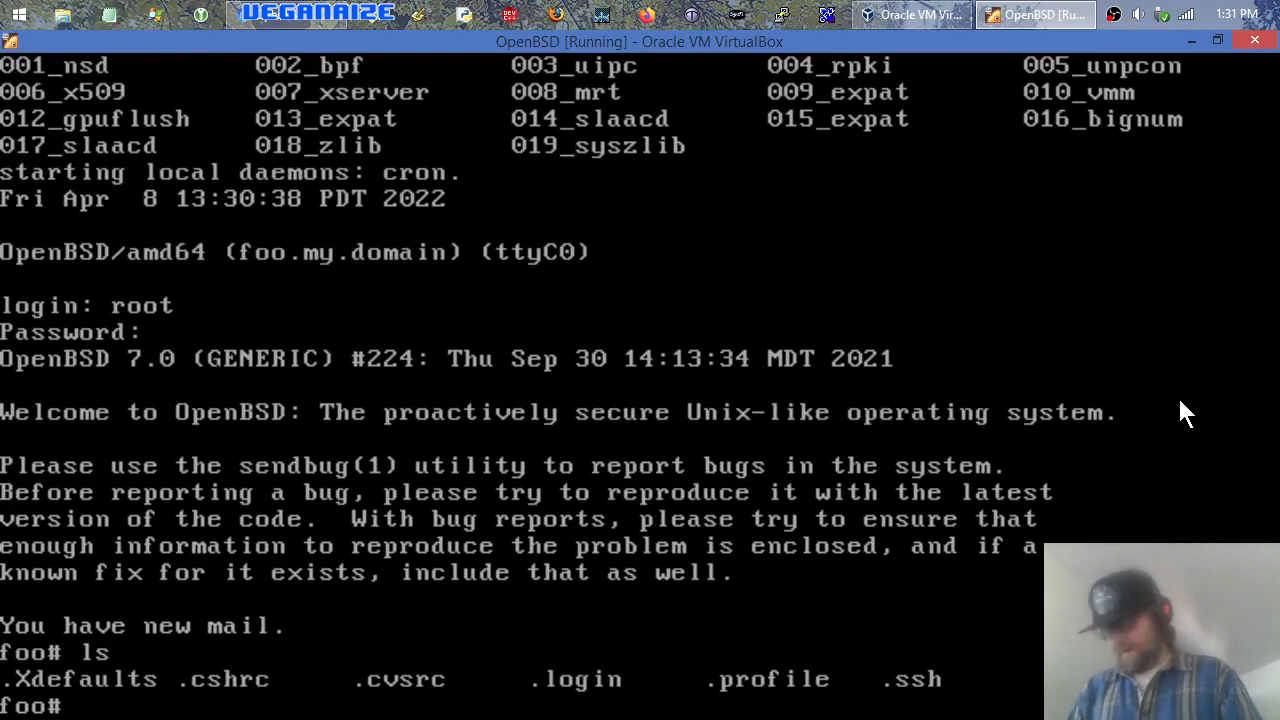 VEGANAIZE
Oracle VM Vir...
OpenBSD [Ru...
1:31 PM
OpenBSD [Running] - Oracle VM VirtualBox
001_nsd 002_bpf 003_uipc 004_rpki 005_unpcon
006_x509 007_xserver 008_mrt 009_expat 010_vmm
012_gpuflush 013_expat 014_slaacd 015_expat 016_bignum
017_slaacd 018_zlib 019_syszlib
starting local daemons: cron.
Fri Apr 8 13:30:38 PDT 2022
OpenBSD/amd64 (foo.my.domain) (ttyC0)
login: root
Password:
OpenBSD 7.0 (GENERIC) #224: Thu Sep 30 14:13:34 MDT 2021
Welcome to OpenBSD: The proactively secure Unix-like operating system.
Please use the sendbug(1) utility to report bugs in the system.
Before reporting a bug, please try to reproduce it with the latest
version of the code. With bug reports, please try to ensure that
enough information to reproduce the problem is enclosed, and if a
known fix for it exists, include that as well.
You have new mail.
foo# ls
.Xdefaults .cshrc .cvsrc .login .profile .ssh
foo#